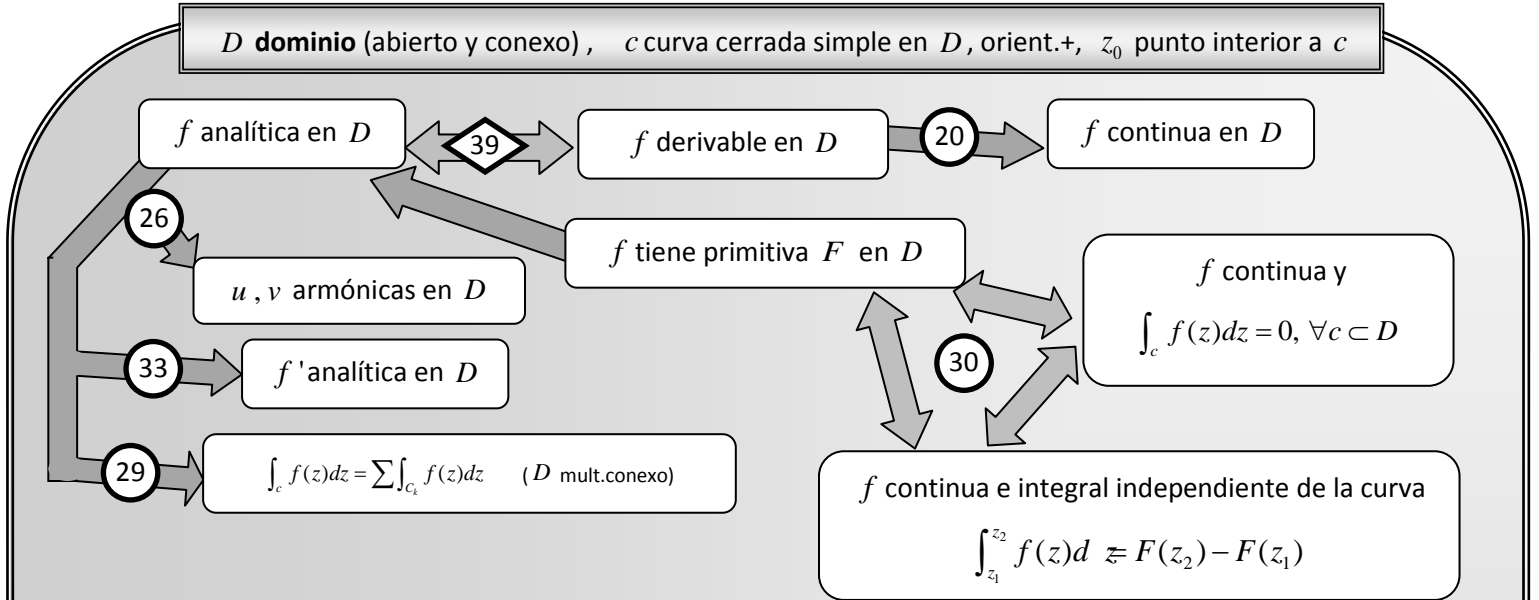 D dominio (abierto y conexo) , c curva cerrada simple en D , orient.+, z₀ punto interior a c
f analítica en D
39
f derivable en D
20
f continua en D
26
f tiene primitiva F en D
u , v armónicas en D
f continua y
∫_c f(z)dz = 0, ∀c ⊂ D
33
f 'analítica en D
30
29
∫_c f(z)dz = ∑∫_{C_k} f(z)dz ( D mult.conexo)
f continua e integral independiente de la curva
∫_{z₁}^{z₂} f(z)d z = F(z₂) − F(z₁)